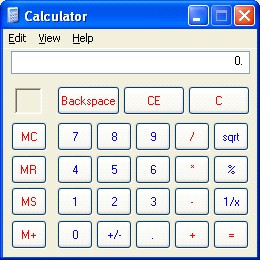 Calculator
Edit View Help
0.
Backspace CE C
MC 7 8 9 / sqrt
MR 4 5 6 * %
MS 1 2 3 - 1/x
M+ 0 +/- . + =